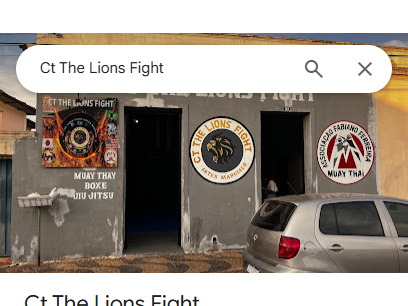 Ct The Lions Fight
THE LIONS FIGHT
CT THE LIONS FIGHT
MUAY THAY
BOXE
JIU JITSU
CT THE LIONS FIGHT
ARTES MARCIAIS
ASSOCIAÇÃO FABIANO FERREIRA
MUAY THAI
Ct The Lions Fight